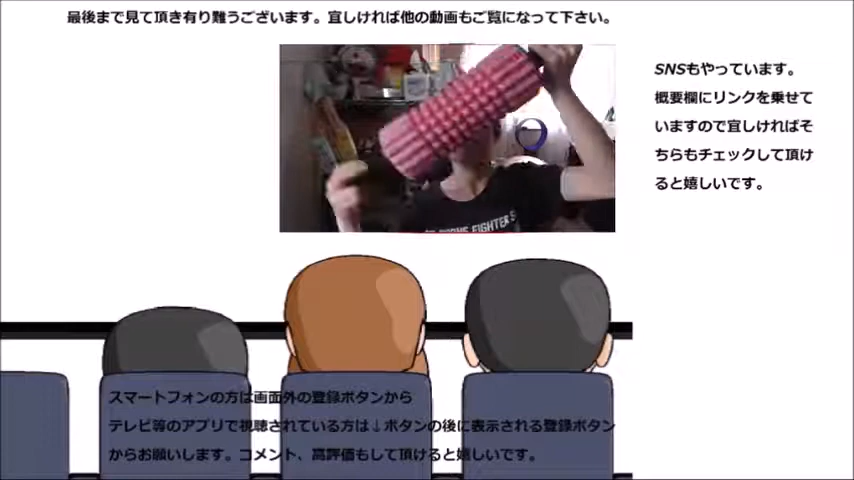 最後まで見て頂き有り難うございます。宜しければ他の動画もご覧になって下さい。
SNSもやっています。
概要欄にリンクを乗せて
いますので宜しければそ
ちらもチェックして頂け
ると嬉しいです。
FIGHTERS
スマートフォンの方は画面外の登録ボタンから
テレビ等のアプリで視聴されている方は↓ボタンの後に表示される登録ボタン
からお願いします。コメント、高評価もして頂けると嬉しいです。